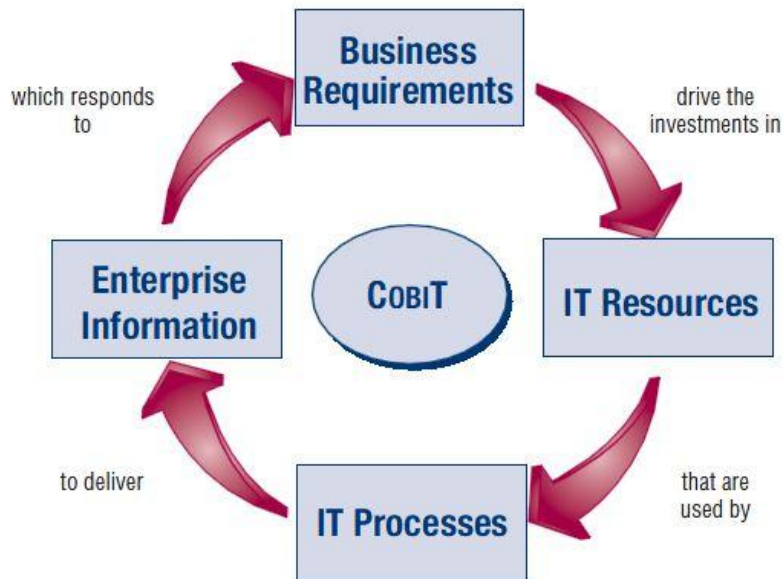 Business
Requirements
which responds
to
drive the
investments in
Enterprise
Information
COBIT
IT Resources
to deliver
IT Processes
that are
used by